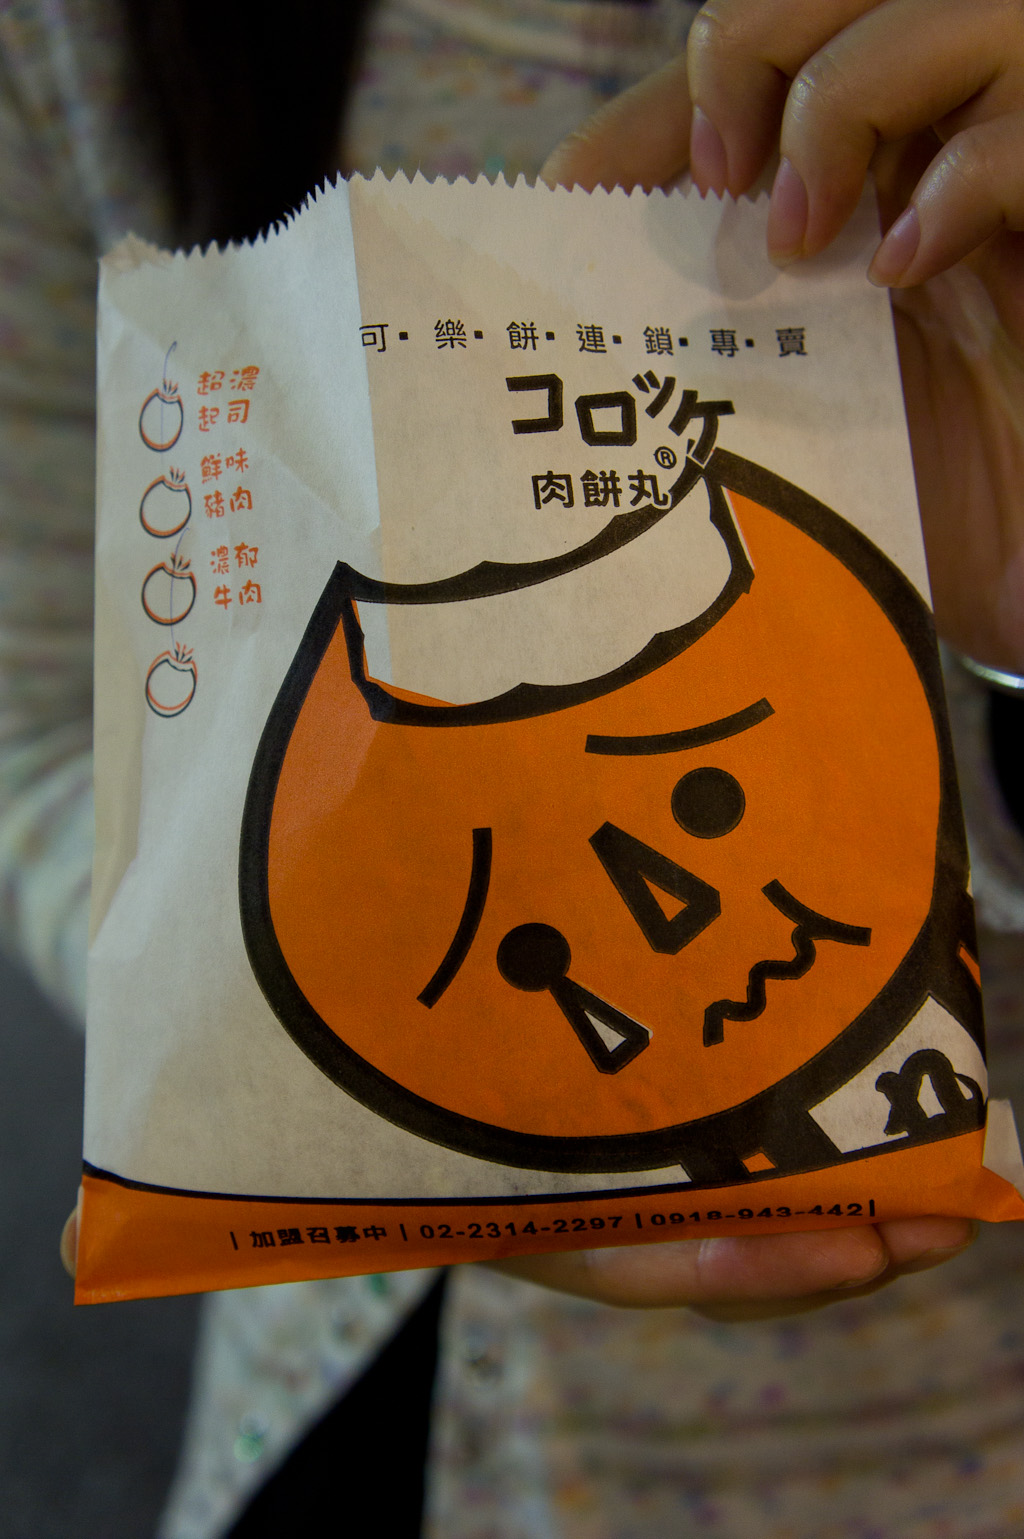 可·樂·餅·連·鎖·專·賣
コロッケ®
肉餅丸
濃司
超起
味
鮮豬肉
濃郁
牛肉
|加盟召募中|02-2314-2297|0918-943-442|
n